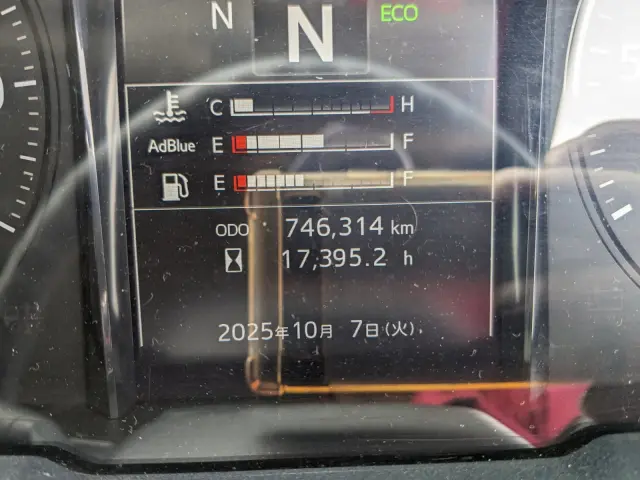 N N ECO
C H
AdBlue E F
E F
ODO 746,314 km
17,395.2 h
2025年10月 7日(火)